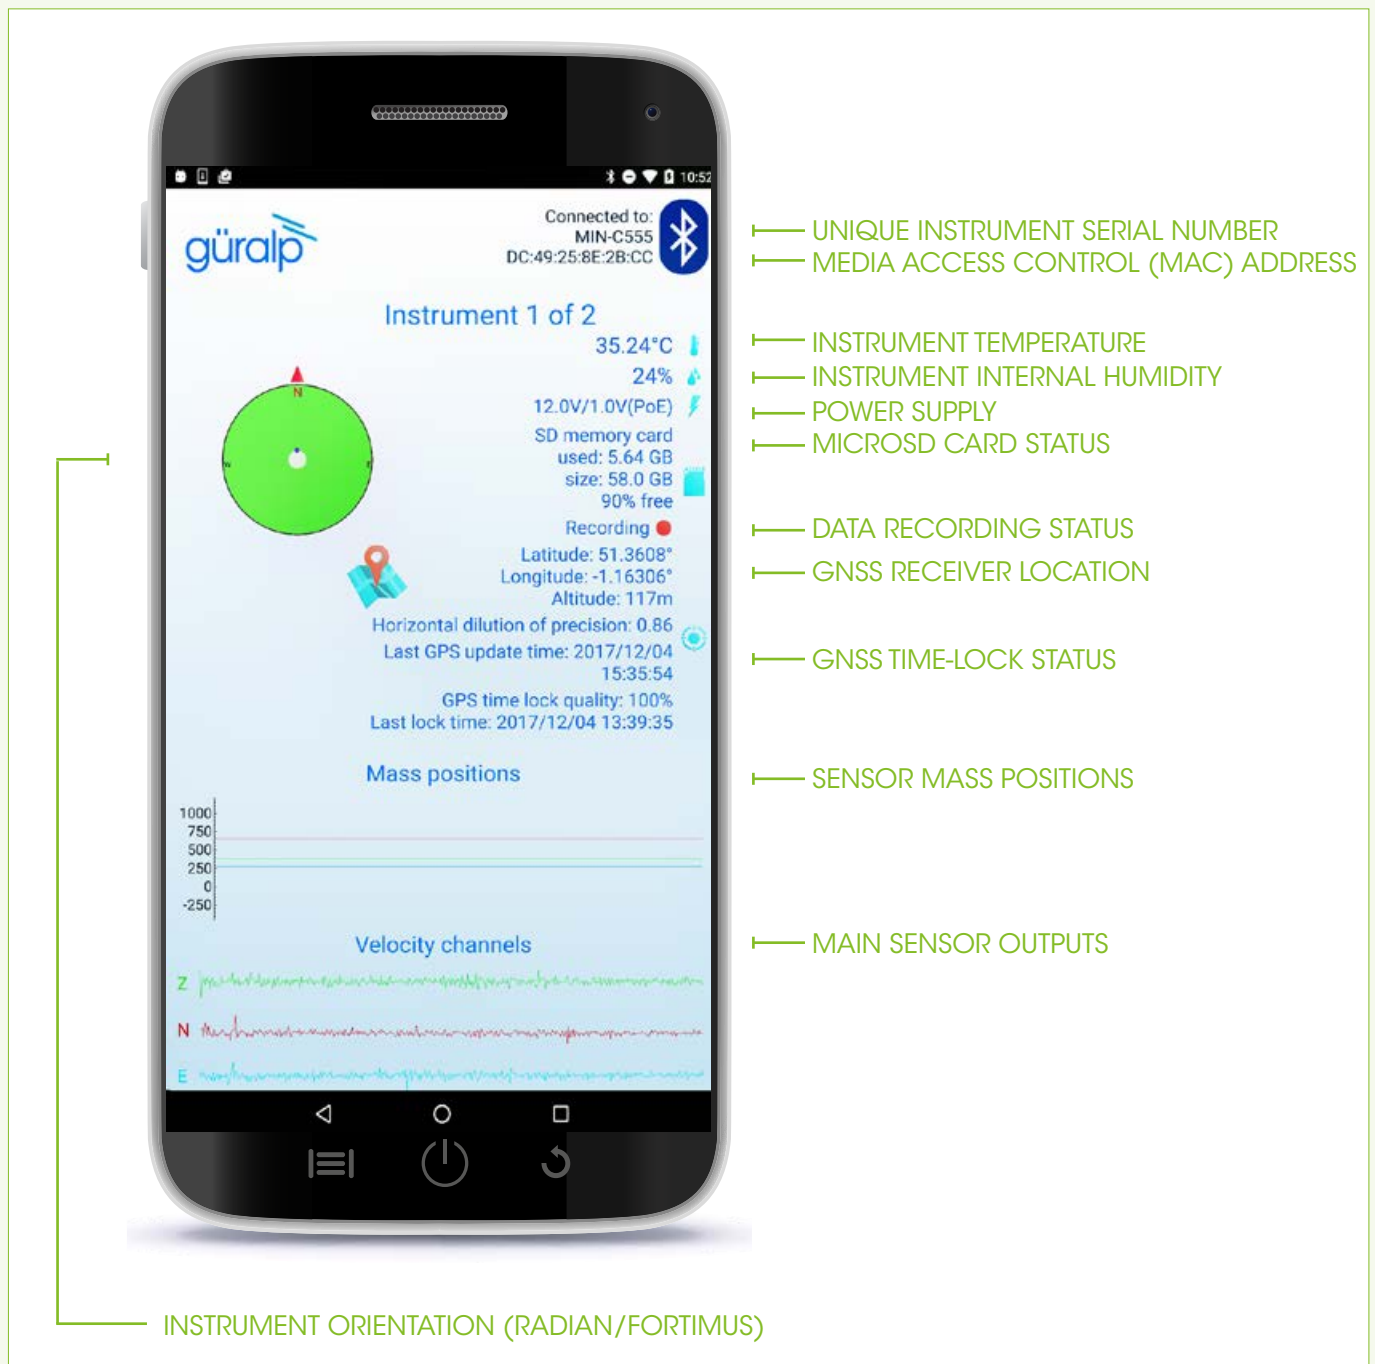 10:52
güralp
Connected to:
MIN-C555
DC:49:25:8E:2B:CC
UNIQUE INSTRUMENT SERIAL NUMBER
MEDIA ACCESS CONTROL (MAC) ADDRESS
Instrument 1 of 2
35.24°C
INSTRUMENT TEMPERATURE
24%
INSTRUMENT INTERNAL HUMIDITY
12.0V/1.0V(PoE)
POWER SUPPLY
N
W
E
SD memory card
used: 5.64 GB
size: 58.0 GB
90% free
MICROSD CARD STATUS
Recording
DATA RECORDING STATUS
Latitude: 51.3608°
Longitude: -1.16306°
Altitude: 117m
GNSS RECEIVER LOCATION
Horizontal dilution of precision: 0.86
Last GPS update time: 2017/12/04
15:35:54
GPS time lock quality: 100%
Last lock time: 2017/12/04 13:39:35
GNSS TIME-LOCK STATUS
Mass positions
SENSOR MASS POSITIONS
1000
750
500
250
0
-250
Velocity channels
MAIN SENSOR OUTPUTS
Z
N
E
INSTRUMENT ORIENTATION (RADIAN/FORTIMUS)